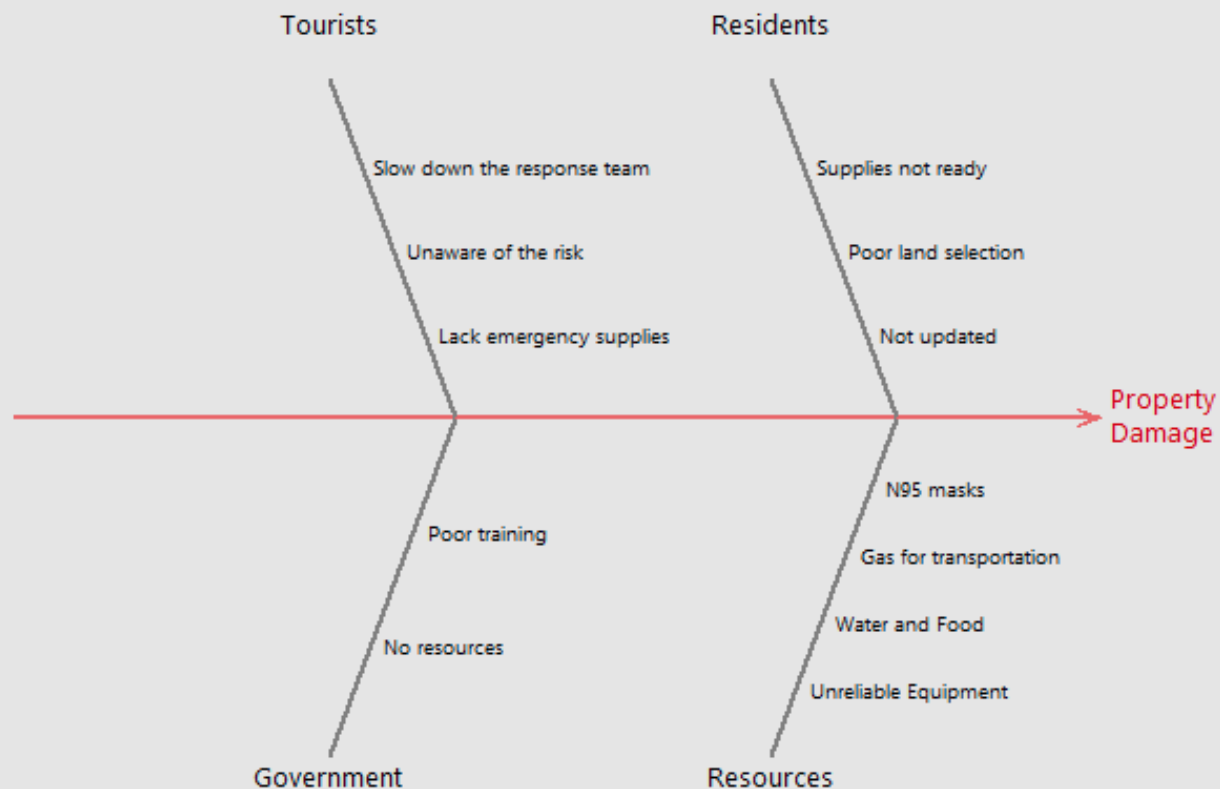 Tourists
Residents
Slow down the response team
Supplies not ready
Unaware of the risk
Poor land selection
Lack emergency supplies
Not updated
Property
Damage
N95 masks
Poor training
Gas for transportation
Water and Food
No resources
Unreliable Equipment
Government
Resources